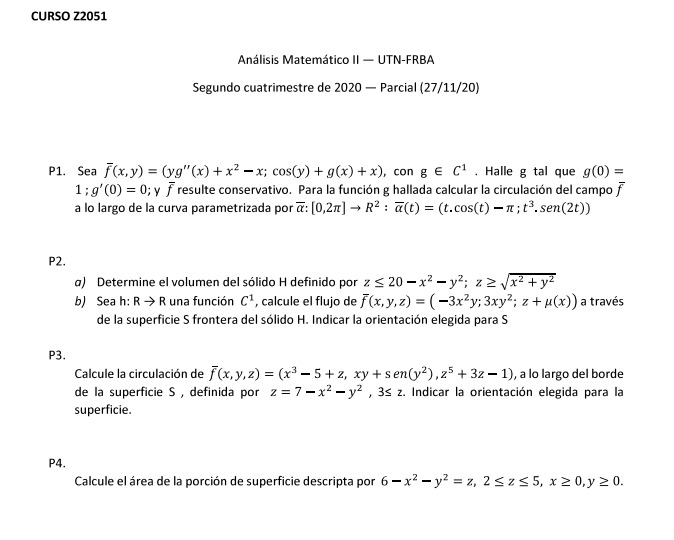 CURSO Z2051
Análisis Matemático II — UTN-FRBA
Segundo cuatrimestre de 2020 — Parcial (27/11/20)
P1. Sea f̅(x, y) = (yg′′(x) + x² − x; cos(y) + g(x) + x), con g ∈ C¹ . Halle g tal que g(0) =
1 ; g′(0) = 0; y f̅ resulte conservativo. Para la función g hallada calcular la circulación del campo f̅
a lo largo de la curva parametrizada por α̅: [0,2π] → R² : α̅(t) = (t. cos(t) − π ; t³. sen(2t))
P2.
a) Determine el volumen del sólido H definido por z ≤ 20 − x² − y²; z ≥ √(x² + y²)
b) Sea h: R → R una función C¹, calcule el flujo de f̅(x, y, z) = ( −3x²y; 3xy²; z + μ(x)) a través
de la superficie S frontera del sólido H. Indicar la orientación elegida para S
P3.
Calcule la circulación de f̅(x, y, z) = (x³ − 5 + z, xy + s en(y²) , z⁵ + 3z − 1), a lo largo del borde
de la superficie S , definida por z = 7 − x² − y² , 3≤ z. Indicar la orientación elegida para la
superficie.
P4.
Calcule el área de la porción de superficie descripta por 6 − x² − y² = z, 2 ≤ z ≤ 5, x ≥ 0, y ≥ 0.